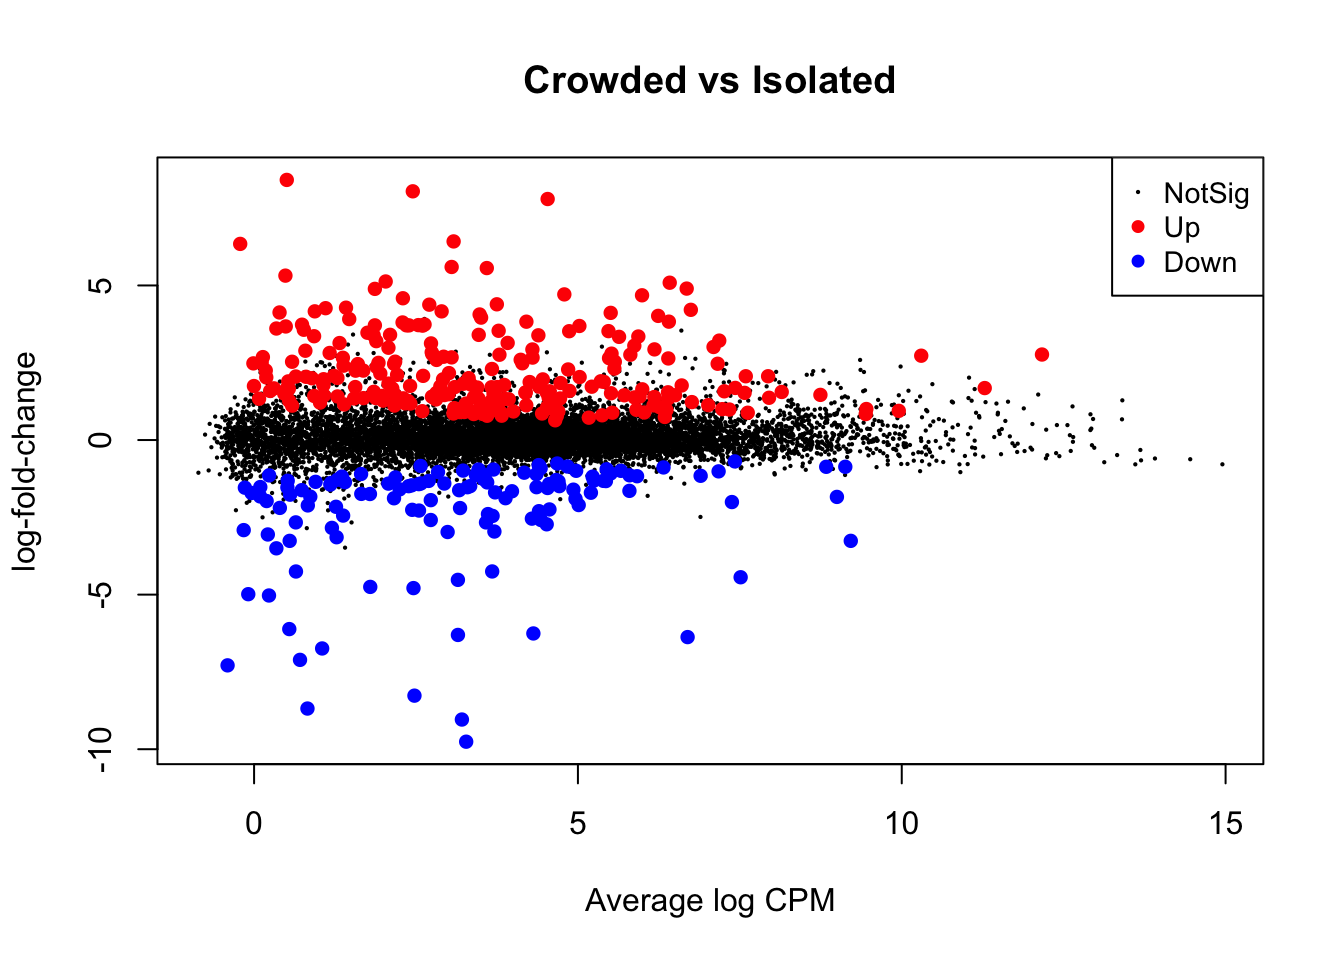 Crowded vs Isolated
NotSig
Up
Down
5
0
-5
-10
log-fold-change
0 5 10 15
Average log CPM